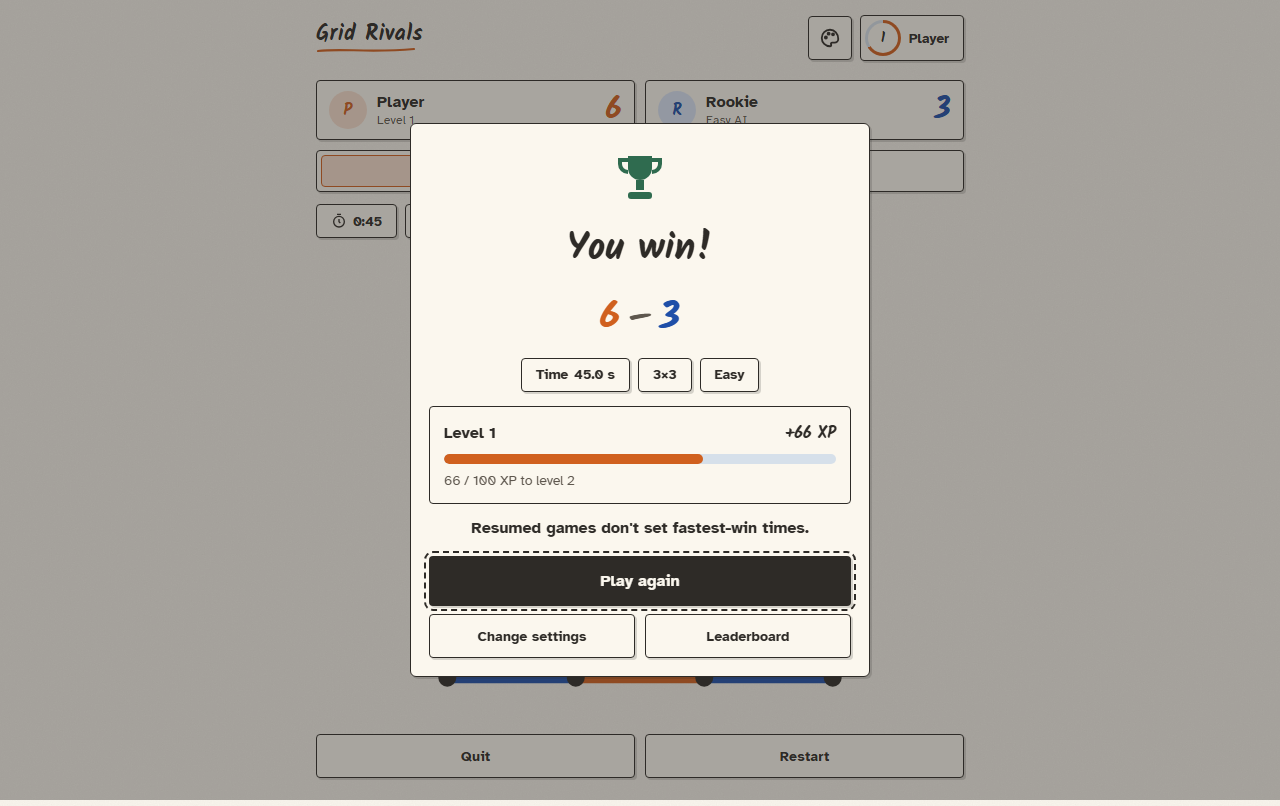 Grid Rivals
1
Player
P
Player
Level 1
6
R
Rookie
Easy AI
3
0:45
You win!
6 – 3
Time 45.0 s
3×3
Easy
Level 1
+66 XP
66 / 100 XP to level 2
Resumed games don't set fastest-win times.
Play again
Change settings
Leaderboard
Quit
Restart